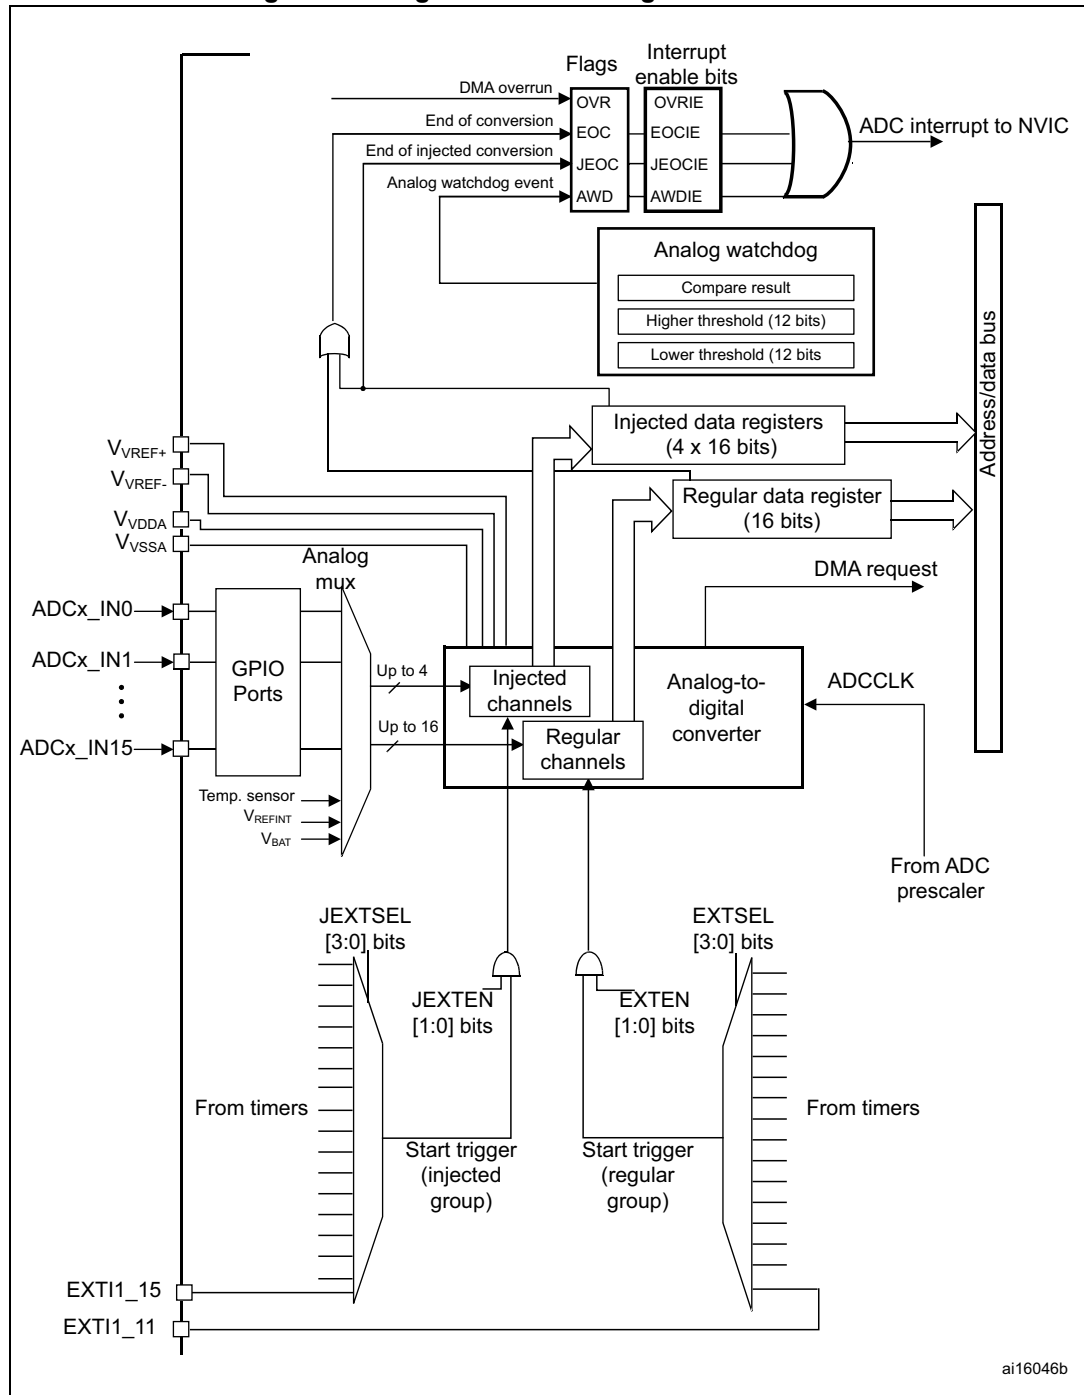 Flags
Interrupt
enable bits
DMA overrun
OVR
OVRIE
End of conversion
EOC
EOCIE
ADC interrupt to NVIC
End of injected conversion
JEOC
JEOCIE
Analog watchdog event
AWD
AWDIE
Analog watchdog
Compare result
Higher threshold (12 bits)
Lower threshold (12 bits
Address/data bus
Injected data registers
(4 x 16 bits)
Regular data register
(16 bits)
VVREF+
VVREF-
VVDDA
VVSSA
Analog
mux
DMA request
ADCx_IN0
ADCx_IN1
ADCx_IN15
GPIO
Ports
Up to 4
Up to 16
Injected
channels
Regular
channels
Analog-to-
digital
converter
ADCCLK
Temp. sensor
VREFINT
VBAT
From ADC
prescaler
JEXTSEL
[3:0] bits
EXTSEL
[3:0] bits
JEXTEN
[1:0] bits
EXTEN
[1:0] bits
From timers
From timers
Start trigger
(injected
group)
Start trigger
(regular
group)
EXTI1_15
EXTI1_11
ai16046b